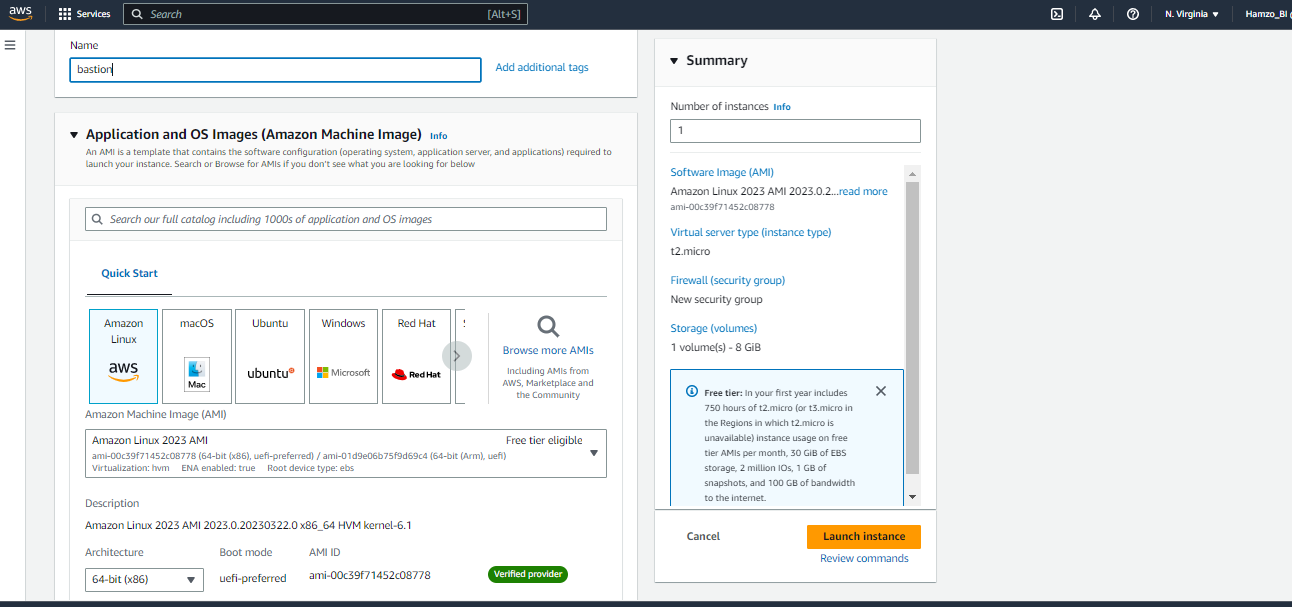 aws
Services
Search
[Alt+S]
N. Virginia
Hamzo_BI
Name
bastion
Add additional tags
Application and OS Images (Amazon Machine Image) Info
An AMI is a template that contains the software configuration (operating system, application server, and applications) required to
launch your instance. Search or Browse for AMIs if you don't see what you are looking for below
Search our full catalog including 1000s of application and OS images
Quick Start
Amazon
Linux
aws
macOS
Mac
Ubuntu
ubuntu
Windows
Microsoft
Red Hat
Red Hat
Browse more AMIs
Including AMIs from
AWS, Marketplace and
the Community
Amazon Machine Image (AMI)
Amazon Linux 2023 AMI
Free tier eligible
ami-00c39f71452c08778 (64-bit (x86), uefi-preferred) / ami-01d9e06b75f9d69c4 (64-bit (Arm), uefi)
Virtualization: hvm ENA enabled: true Root device type: ebs
Description
Amazon Linux 2023 AMI 2023.0.20230322.0 x86_64 HVM kernel-6.1
Architecture
64-bit (x86)
Boot mode
uefi-preferred
AMI ID
ami-00c39f71452c08778
Verified provider
Summary
Number of instances Info
1
Software Image (AMI)
Amazon Linux 2023 AMI 2023.0.2...read more
ami-00c39f71452c08778
Virtual server type (instance type)
t2.micro
Firewall (security group)
New security group
Storage (volumes)
1 volume(s) - 8 GiB
Free tier: In your first year includes
750 hours of t2.micro (or t3.micro in
the Regions in which t2.micro is
unavailable) instance usage on free
tier AMIs per month, 30 GiB of EBS
storage, 2 million IOs, 1 GB of
snapshots, and 100 GB of bandwidth
to the internet.
Cancel
Launch instance
Review commands